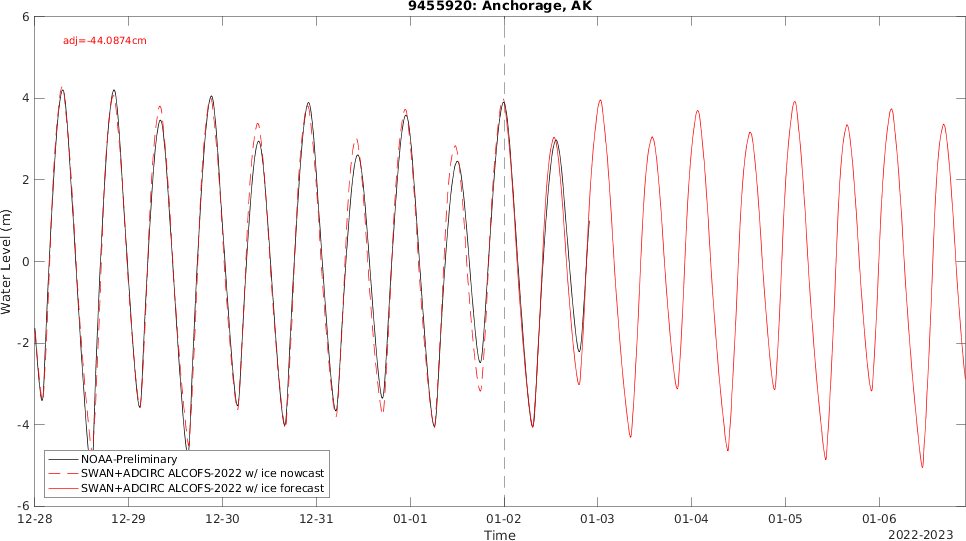 9455920: Anchorage, AK
adj=-44.0874cm
6
4
2
0
-2
-4
-6
Water Level (m)
NOAA-Preliminary
SWAN+ADCIRC ALCOFS-2022 w/ ice nowcast
SWAN+ADCIRC ALCOFS-2022 w/ ice forecast
12-28 12-29 12-30 12-31 01-01 01-02 01-03 01-04 01-05 01-06
Time
2022-2023